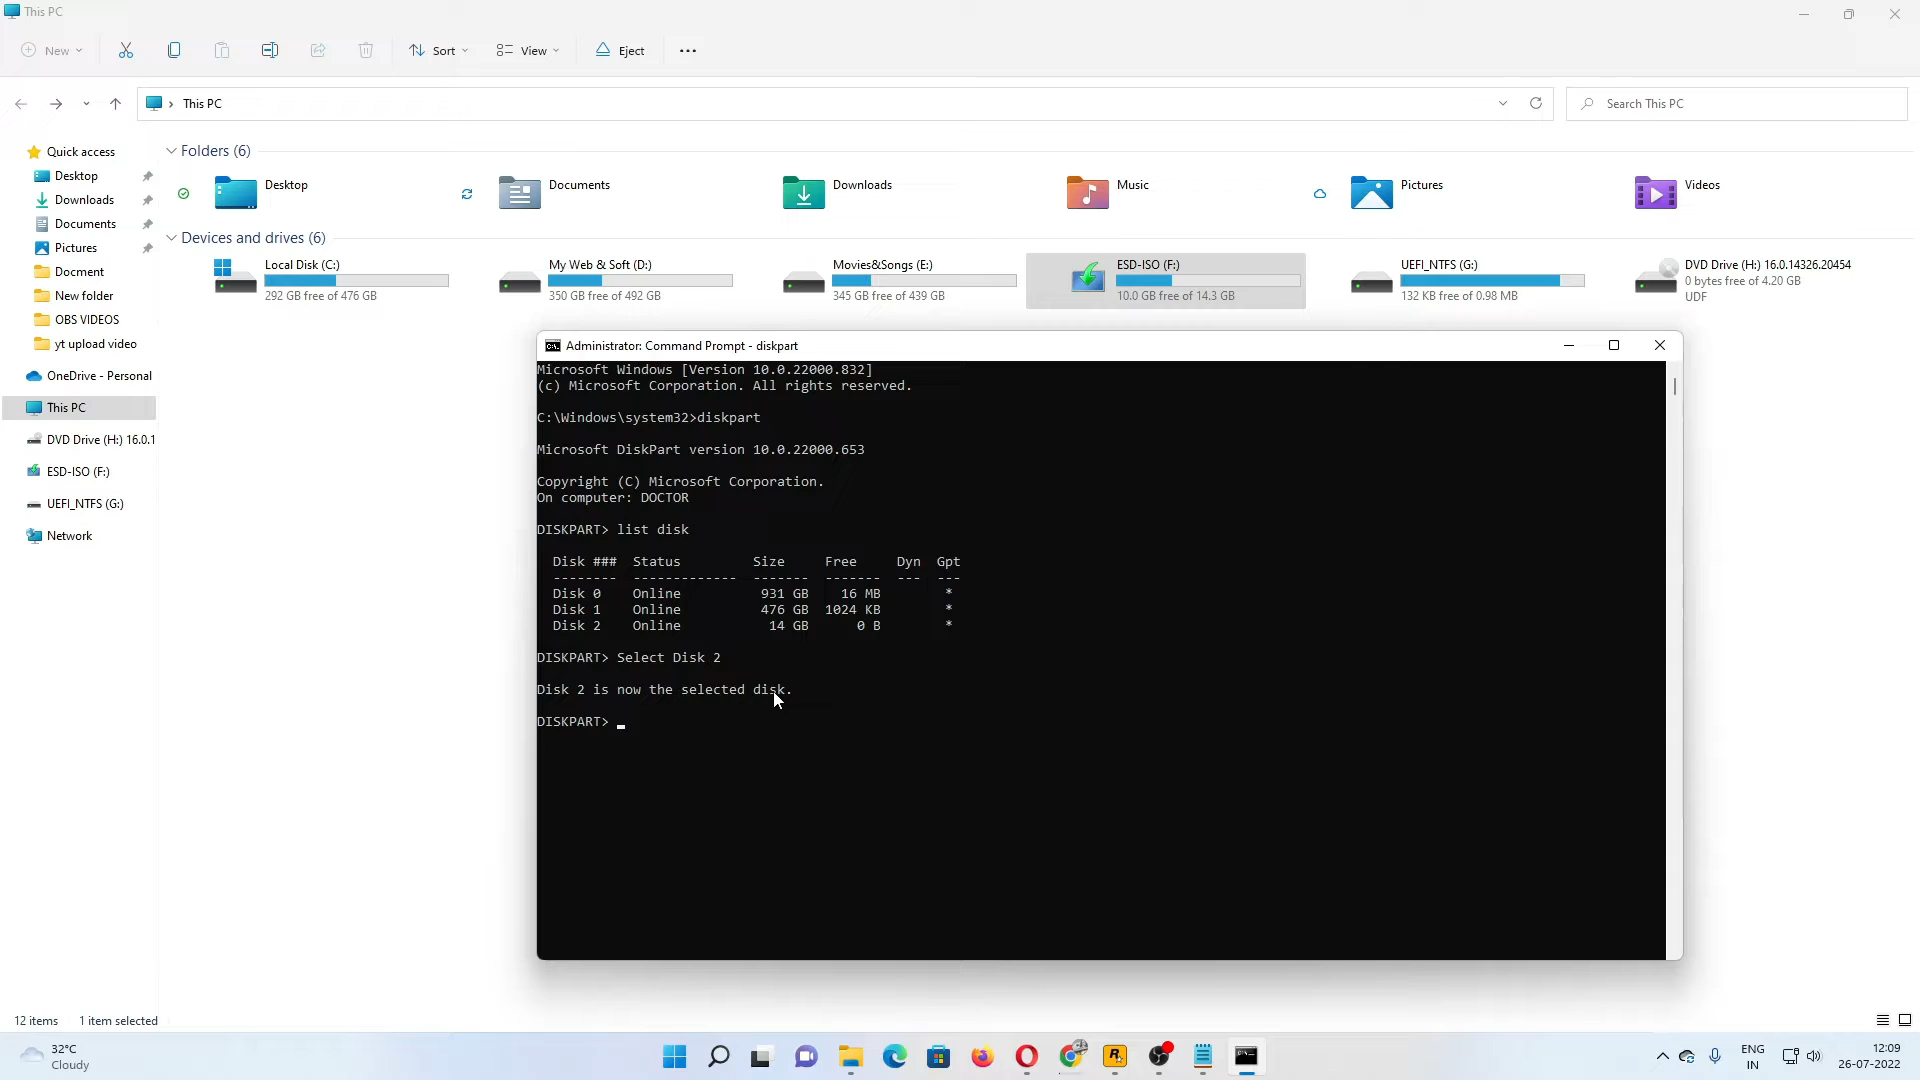 This PC
New
Sort
View
Eject
This PC
Search This PC
Quick access
Desktop
Downloads
Documents
Pictures
Docment
New folder
OBS VIDEOS
yt upload video
OneDrive - Personal
This PC
DVD Drive (H:) 16.0.1
ESD-ISO (F:)
UEFI_NTFS (G:)
Network
Folders (6)
Desktop
Documents
Downloads
Music
Pictures
Videos
Devices and drives (6)
Local Disk (C:)
292 GB free of 476 GB
My Web & Soft (D:)
350 GB free of 492 GB
Movies&Songs (E:)
345 GB free of 439 GB
ESD-ISO (F:)
10.0 GB free of 14.3 GB
UEFI_NTFS (G:)
132 KB free of 0.98 MB
DVD Drive (H:) 16.0.14326.20454
0 bytes free of 4.20 GB
UDF
Administrator: Command Prompt - diskpart
Microsoft Windows [Version 10.0.22000.832]
(c) Microsoft Corporation. All rights reserved.
C:\Windows\system32>diskpart
Microsoft DiskPart version 10.0.22000.653
Copyright (C) Microsoft Corporation.
On computer: DOCTOR
DISKPART> list disk
Disk ### Status Size Free Dyn Gpt
-------- ------------- ------- ------- --- ---
Disk 0 Online 931 GB 16 MB *
Disk 1 Online 476 GB 1024 KB *
Disk 2 Online 14 GB 0 B *
DISKPART> Select Disk 2
Disk 2 is now the selected disk.
DISKPART>
12 items 1 item selected
32°C
Cloudy
ENG
IN
12:09
26-07-2022